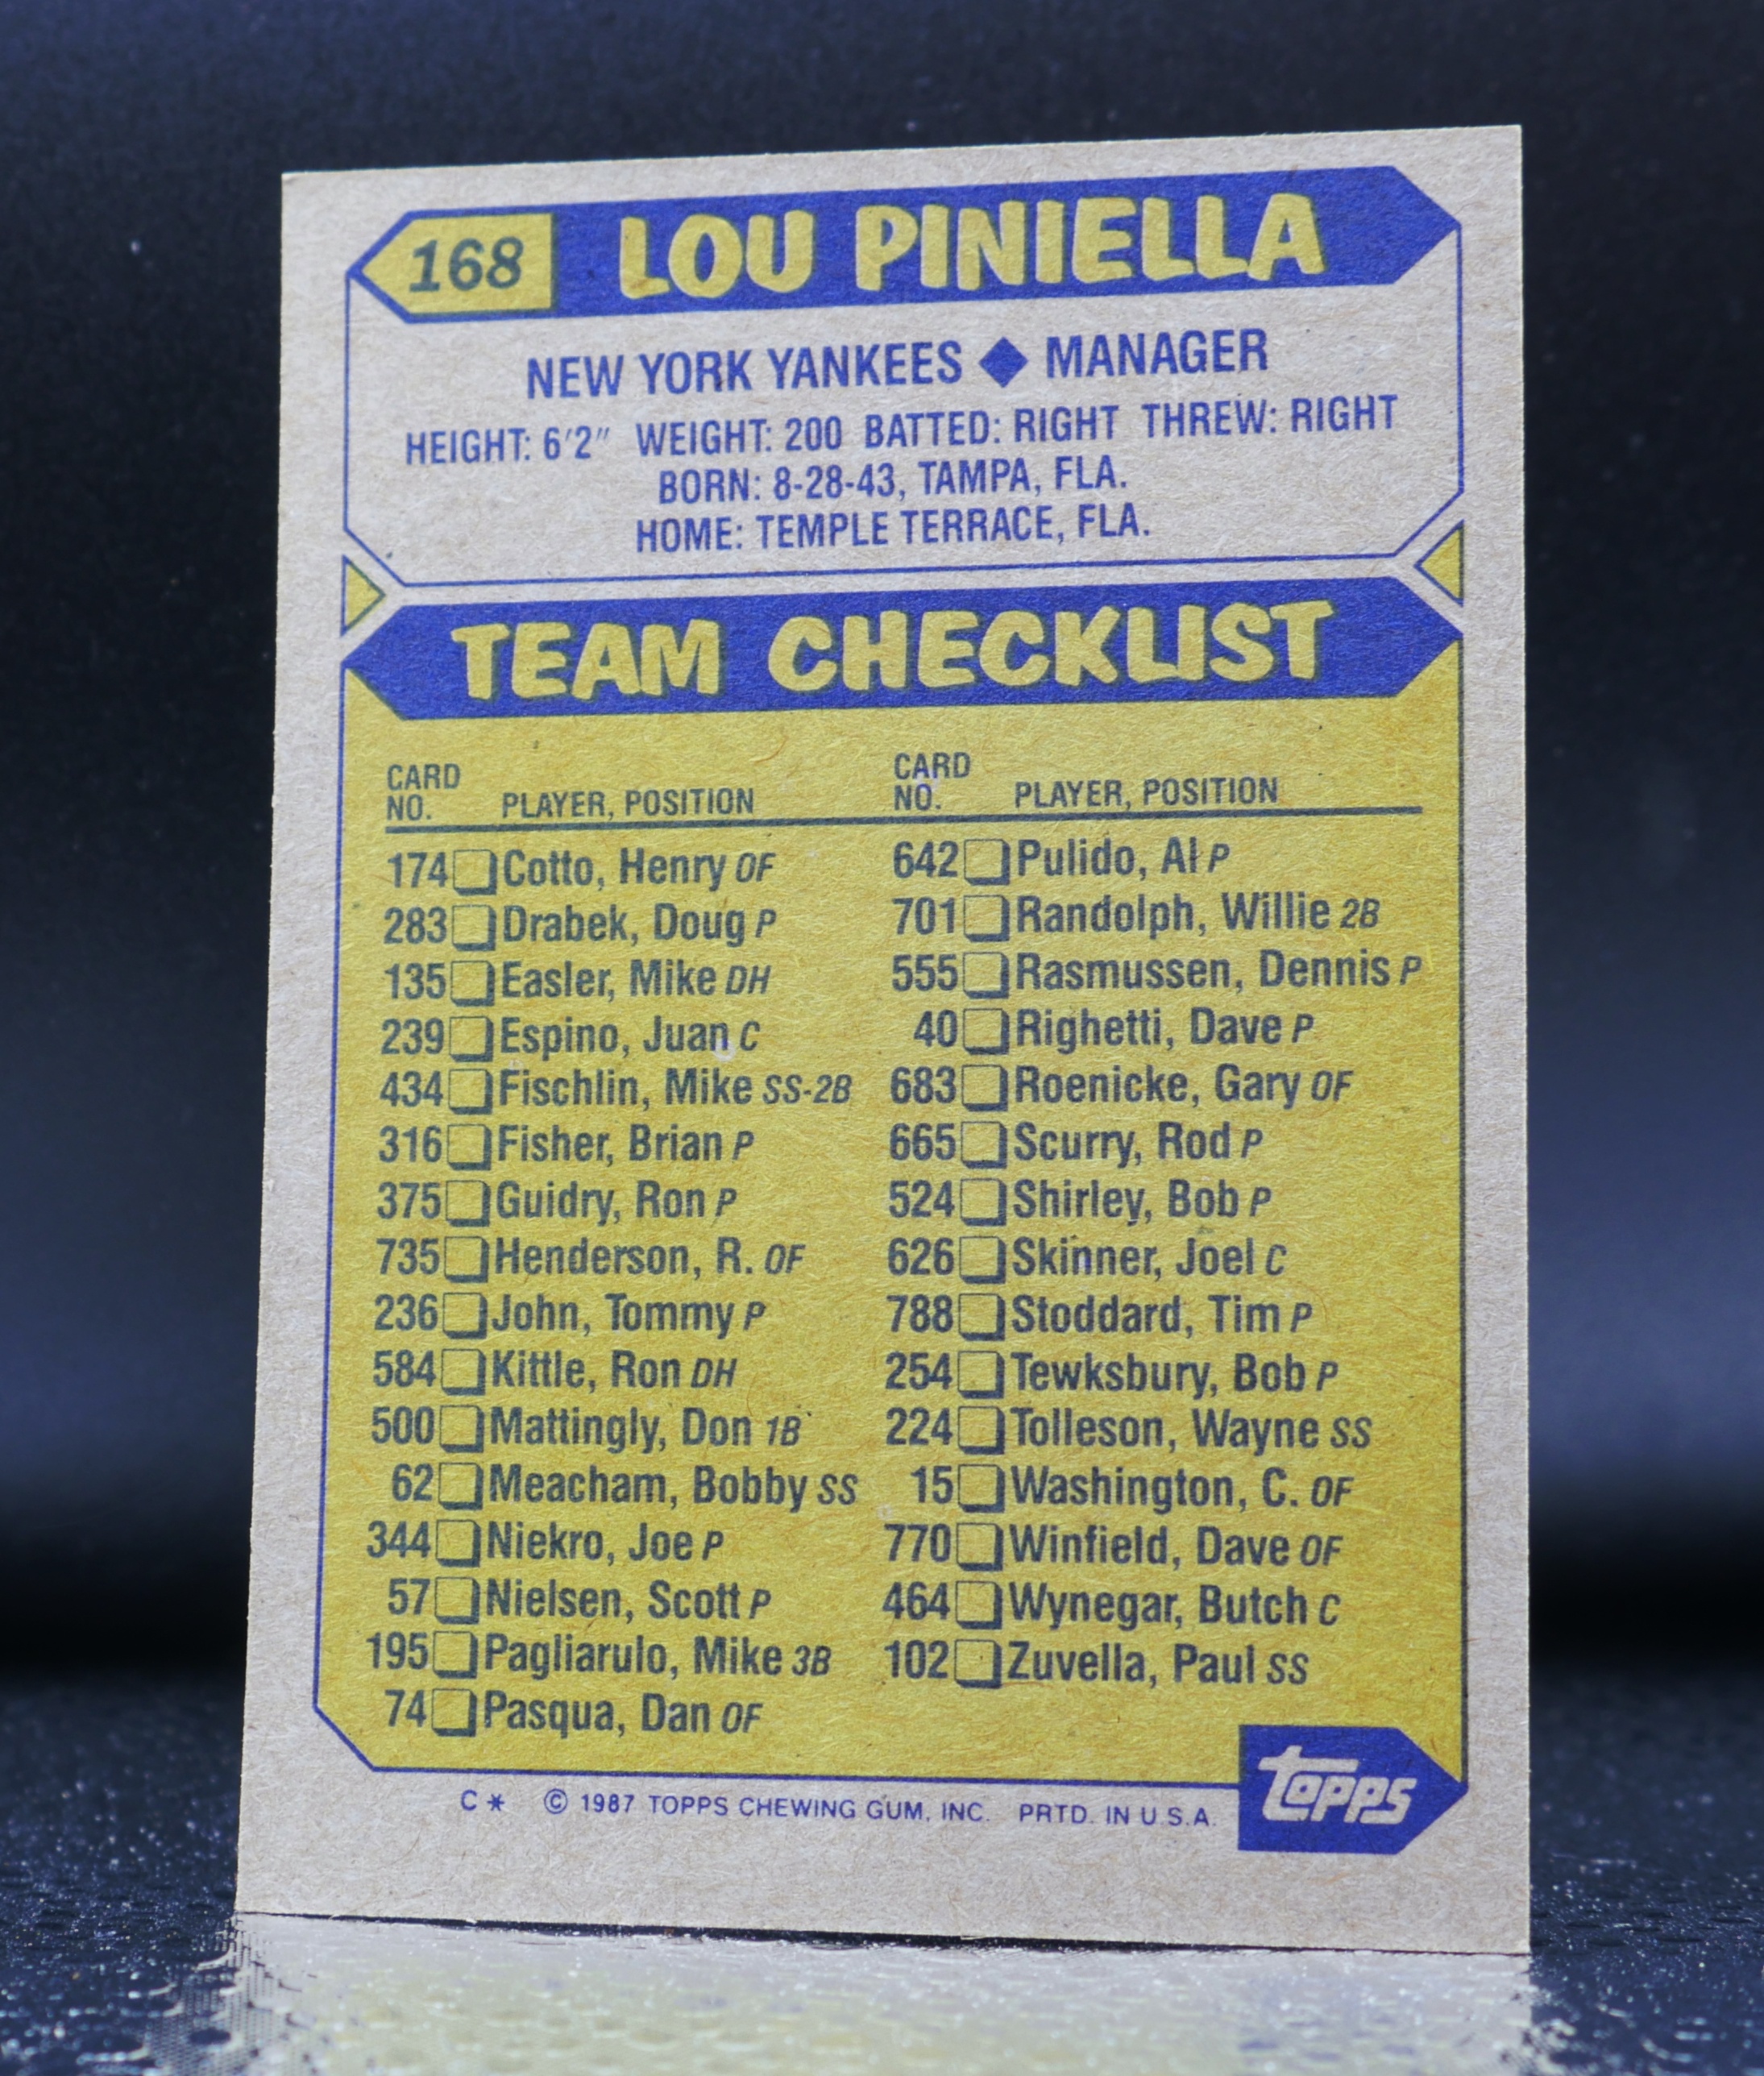 168 LOU PINIELLA
NEW YORK YANKEES ◆ MANAGER
HEIGHT: 6'2" WEIGHT: 200 BATTED: RIGHT THREW: RIGHT
BORN: 8-28-43, TAMPA, FLA.
HOME: TEMPLE TERRACE, FLA.
TEAM CHECKLIST
CARD
NO. PLAYER, POSITION
174 Cotto, Henry OF
283 Drabek, Doug P
135 Easler, Mike DH
239 Espino, Juan C
434 Fischlin, Mike SS-2B
316 Fisher, Brian P
375 Guidry, Ron P
735 Henderson, R. OF
236 John, Tommy P
584 Kittle, Ron DH
500 Mattingly, Don 1B
62 Meacham, Bobby SS
344 Niekro, Joe P
57 Nielsen, Scott P
195 Pagliarulo, Mike 3B
74 Pasqua, Dan OF
CARD
NO. PLAYER, POSITION
642 Pulido, Al P
701 Randolph, Willie 2B
555 Rasmussen, Dennis P
40 Righetti, Dave P
683 Roenicke, Gary OF
665 Scurry, Rod P
524 Shirley, Bob P
626 Skinner, Joel C
788 Stoddard, Tim P
254 Tewksbury, Bob P
224 Tolleson, Wayne SS
15 Washington, C. OF
770 Winfield, Dave OF
464 Wynegar, Butch C
102 Zuvella, Paul SS
C* © 1987 TOPPS CHEWING GUM, INC. PRTD. IN U.S.A.
topps